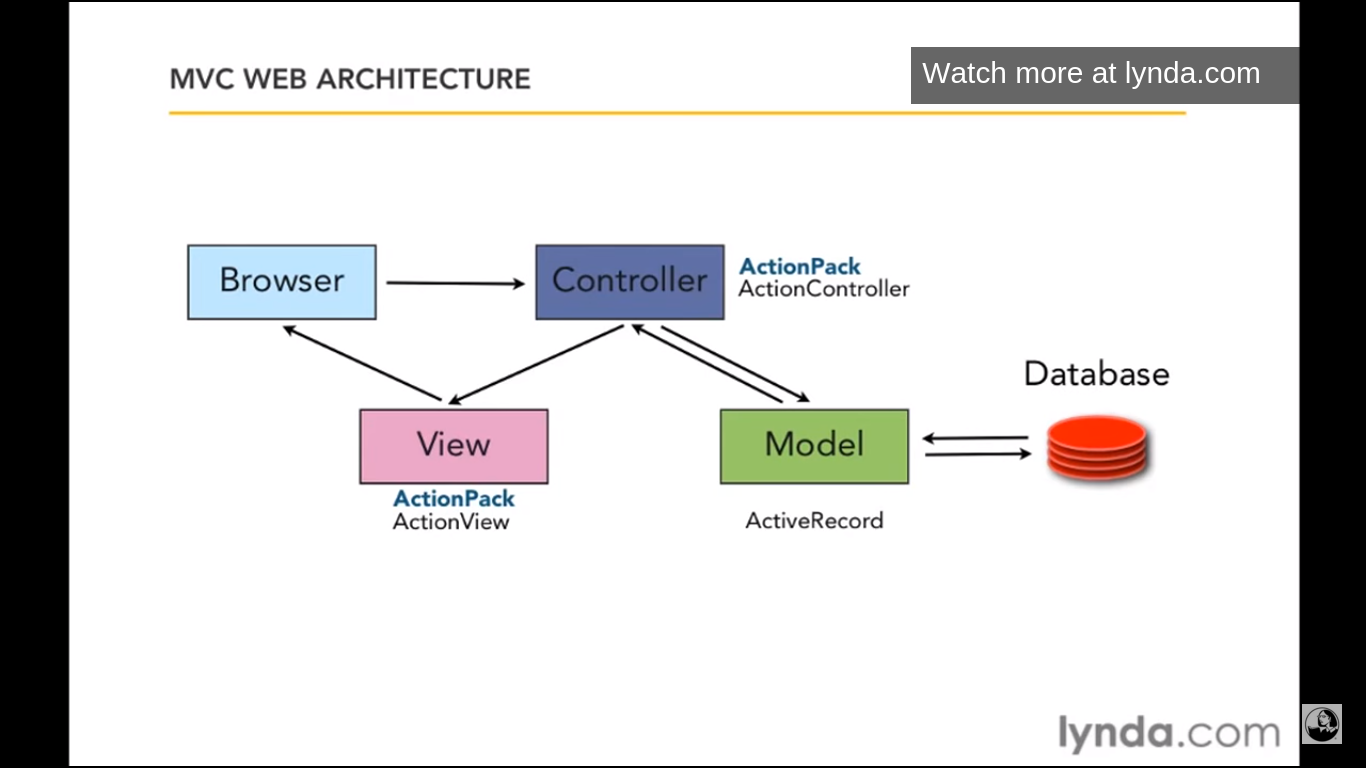 MVC WEB ARCHITECTURE
Watch more at lynda.com
Browser
Controller
ActionPack
ActionController
Database
View
Model
ActionPack
ActionView
ActiveRecord
lynda.com